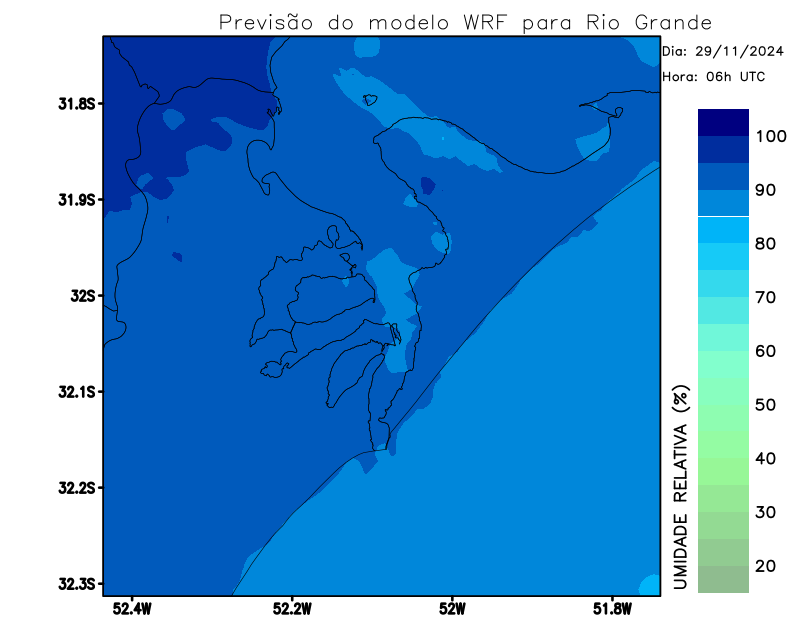 Previsão do modelo WRF para Rio Grande
Dia: 29/11/2024
Hora: 06h UTC
31.8S
31.9S
32S
32.1S
32.2S
32.3S
52.4W
52.2W
52W
51.8W
UMIDADE RELATIVA (%)
100
90
80
70
60
50
40
30
20